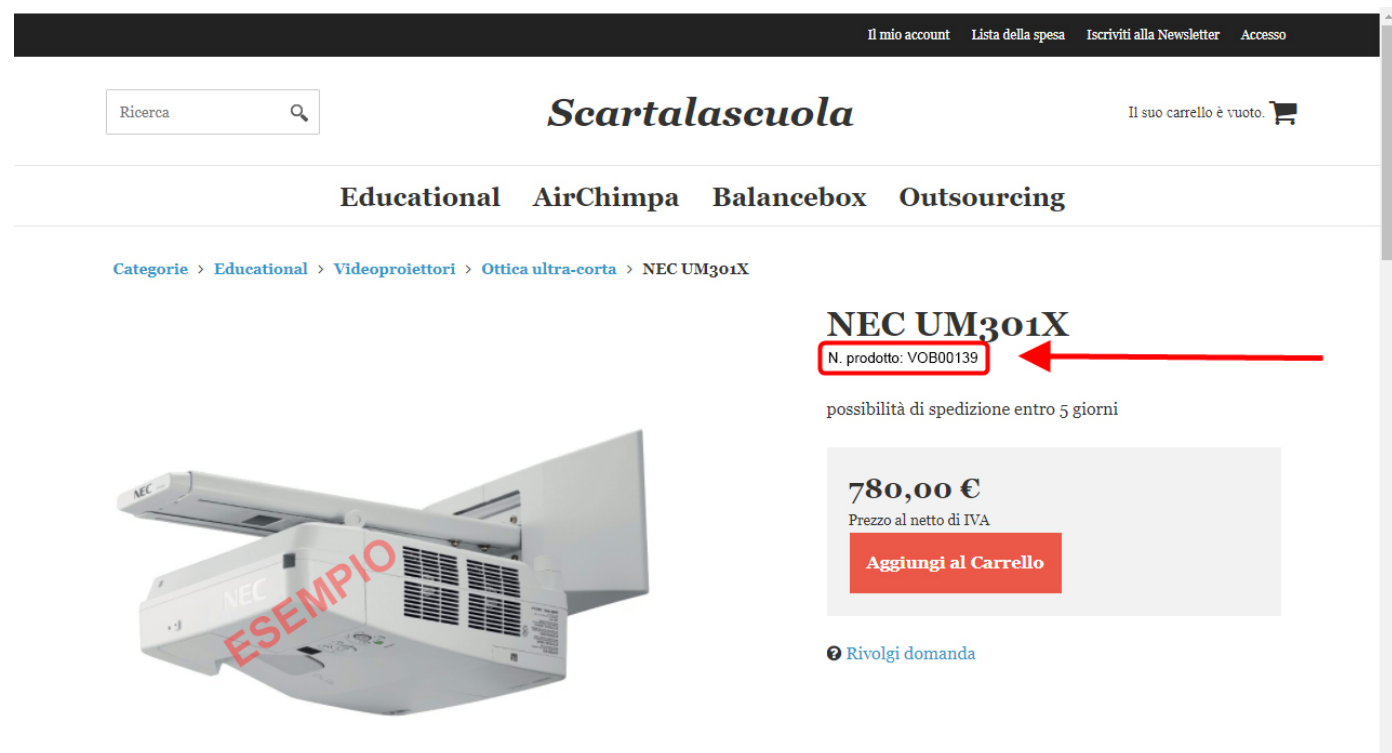 Il mio account Lista della spesa Iscriviti alla Newsletter Accesso
Ricerca
Scartalascuola
Il suo carrello è vuoto.
Educational AirChimpa Balancebox Outsourcing
Categorie > Educational > Videoproiettori > Ottica ultra-corta > NEC UM301X
NEC UM301X
N. prodotto: VOB00139
possibilità di spedizione entro 5 giorni
780,00 €
Prezzo al netto di IVA
Aggiungi al Carrello
Rivolgi domanda
NEC
NEC
ESEMPIO